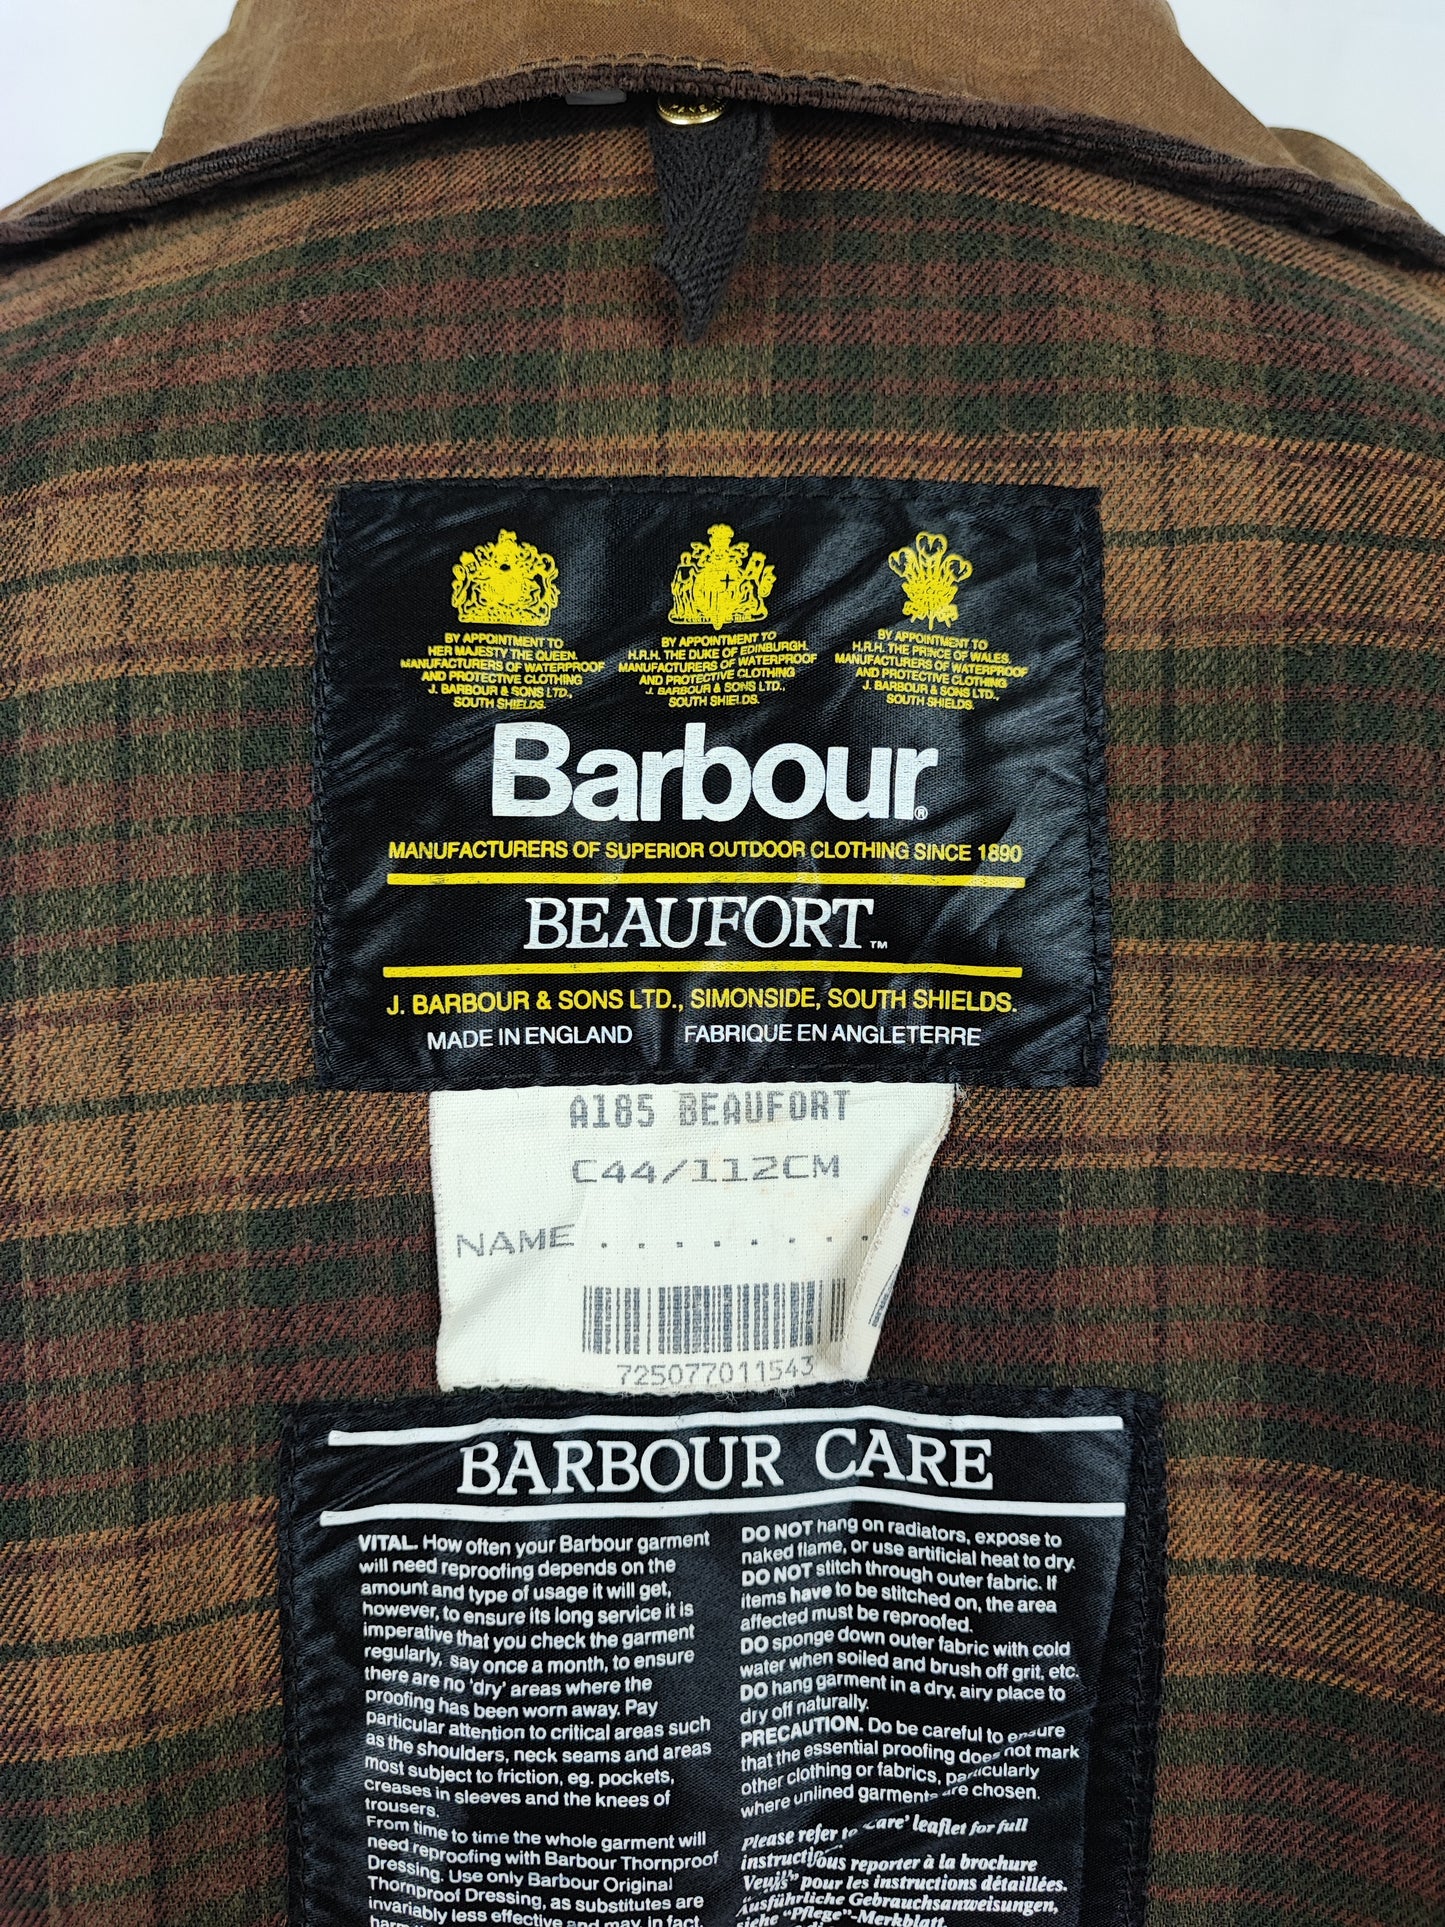 BY APPOINTMENT TO
HER MAJESTY THE QUEEN.
MANUFACTURERS OF WATERPROOF
AND PROTECTIVE CLOTHING
J. BARBOUR & SONS LTD.,
SOUTH SHIELDS.
BY APPOINTMENT TO
H.R.H. THE DUKE OF EDINBURGH.
MANUFACTURERS OF WATERPROOF
AND PROTECTIVE CLOTHING
J. BARBOUR & SONS LTD.,
SOUTH SHIELDS.
BY APPOINTMENT TO
H.R.H. THE PRINCE OF WALES.
MANUFACTURERS OF WATERPROOF
AND PROTECTIVE CLOTHING
J. BARBOUR & SONS LTD.,
SOUTH SHIELDS.
Barbour®
MANUFACTURERS OF SUPERIOR OUTDOOR CLOTHING SINCE 1890
BEAUFORT™
J. BARBOUR & SONS LTD., SIMONSIDE, SOUTH SHIELDS.
MADE IN ENGLAND FABRIQUE EN ANGLETERRE
A185 BEAUFORT
C44/112CM
NAME ........
725077011543
BARBOUR CARE
VITAL. How often your Barbour garment
will need reproofing depends on the
amount and type of usage it will get,
however, to ensure its long service it is
imperative that you check the garment
regularly, say once a month, to ensure
there are no 'dry' areas where the
proofing has been worn away. Pay
particular attention to critical areas such
as the shoulders, neck seams and areas
most subject to friction, eg. pockets,
creases in sleeves and the knees of
trousers.
From time to time the whole garment will
need reproofing with Barbour Thornproof
Dressing. Use only Barbour Original
Thornproof Dressing, as substitutes are
invariably less effective and may, in fact,
DO NOT hang on radiators, expose to
naked flame, or use artificial heat to dry.
DO NOT stitch through outer fabric. If
items have to be stitched on, the area
affected must be reproofed.
DO sponge down outer fabric with cold
water when soiled and brush off grit, etc.
DO hang garment in a dry, airy place to
dry off naturally.
PRECAUTION. Do be careful to ensure
that the essential proofing does not mark
other clothing or fabrics, particularly
where unlined garments are chosen.
Please refer to 'Care' leaflet for full
reporter à la brochure
pour les instructions détaillées.
Ausführliche Gebrauchsanweisungen,
siehe "Pflege"-Merkblatt.